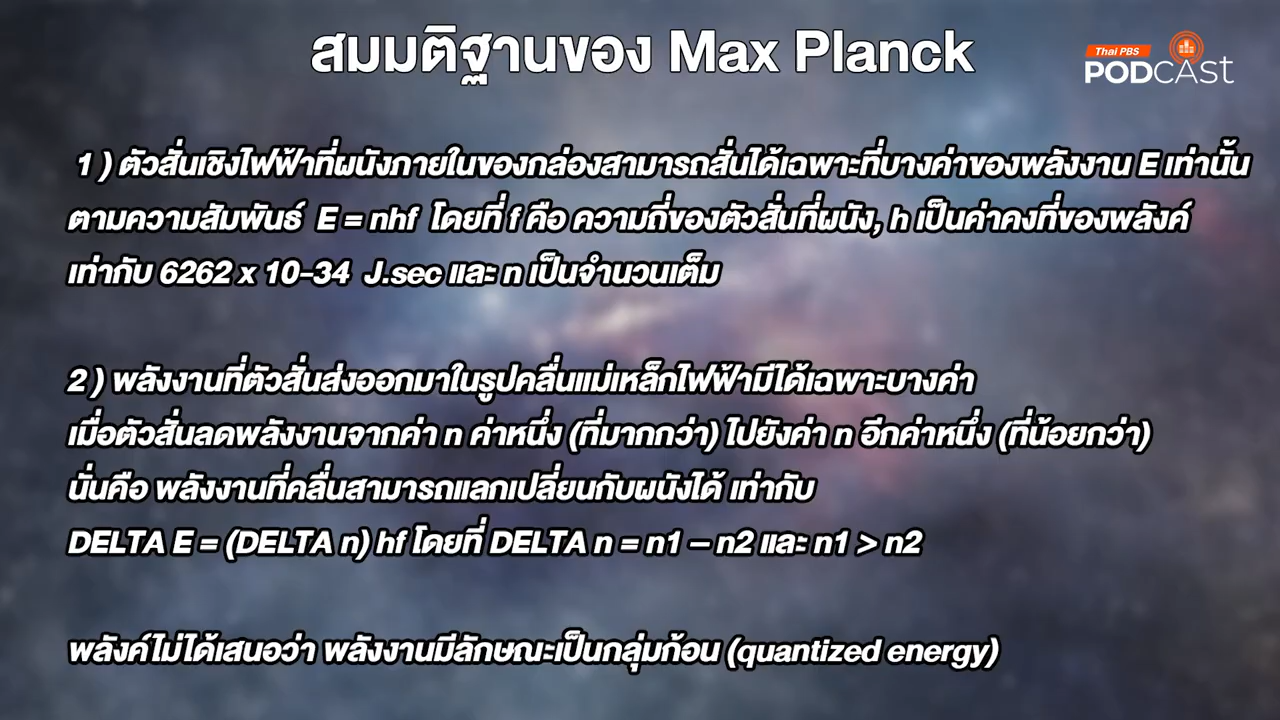 สมมติฐานของ Max Planck
Thai PBS
PODCAST
1 ) ตัวสั่นเชิงไฟฟ้าที่ผนังภายในของกล่องสามารถสั่นได้เฉพาะที่บางค่าของพลังงาน E เท่านั้น
ตามความสัมพันธ์ E = nhf โดยที่ f คือ ความถี่ของตัวสั่นที่ผนัง, h เป็นค่าคงที่ของพลังค์
เท่ากับ 6262 x 10-34 J.sec และ n เป็นจำนวนเต็ม
2 ) พลังงานที่ตัวสั่นส่งออกมาในรูปคลื่นแม่เหล็กไฟฟ้ามีได้เฉพาะบางค่า
เมื่อตัวสั่นลดพลังงานจากค่า n ค่าหนึ่ง (ที่มากกว่า) ไปยังค่า n อีกค่าหนึ่ง (ที่น้อยกว่า)
นั่นคือ พลังงานที่คลื่นสามารถแลกเปลี่ยนกับผนังได้ เท่ากับ
DELTA E = (DELTA n) hf โดยที่ DELTA n = n1 – n2 และ n1 > n2
พลังค์ไม่ได้เสนอว่า พลังงานมีลักษณะเป็นกลุ่มก้อน (quantized energy)